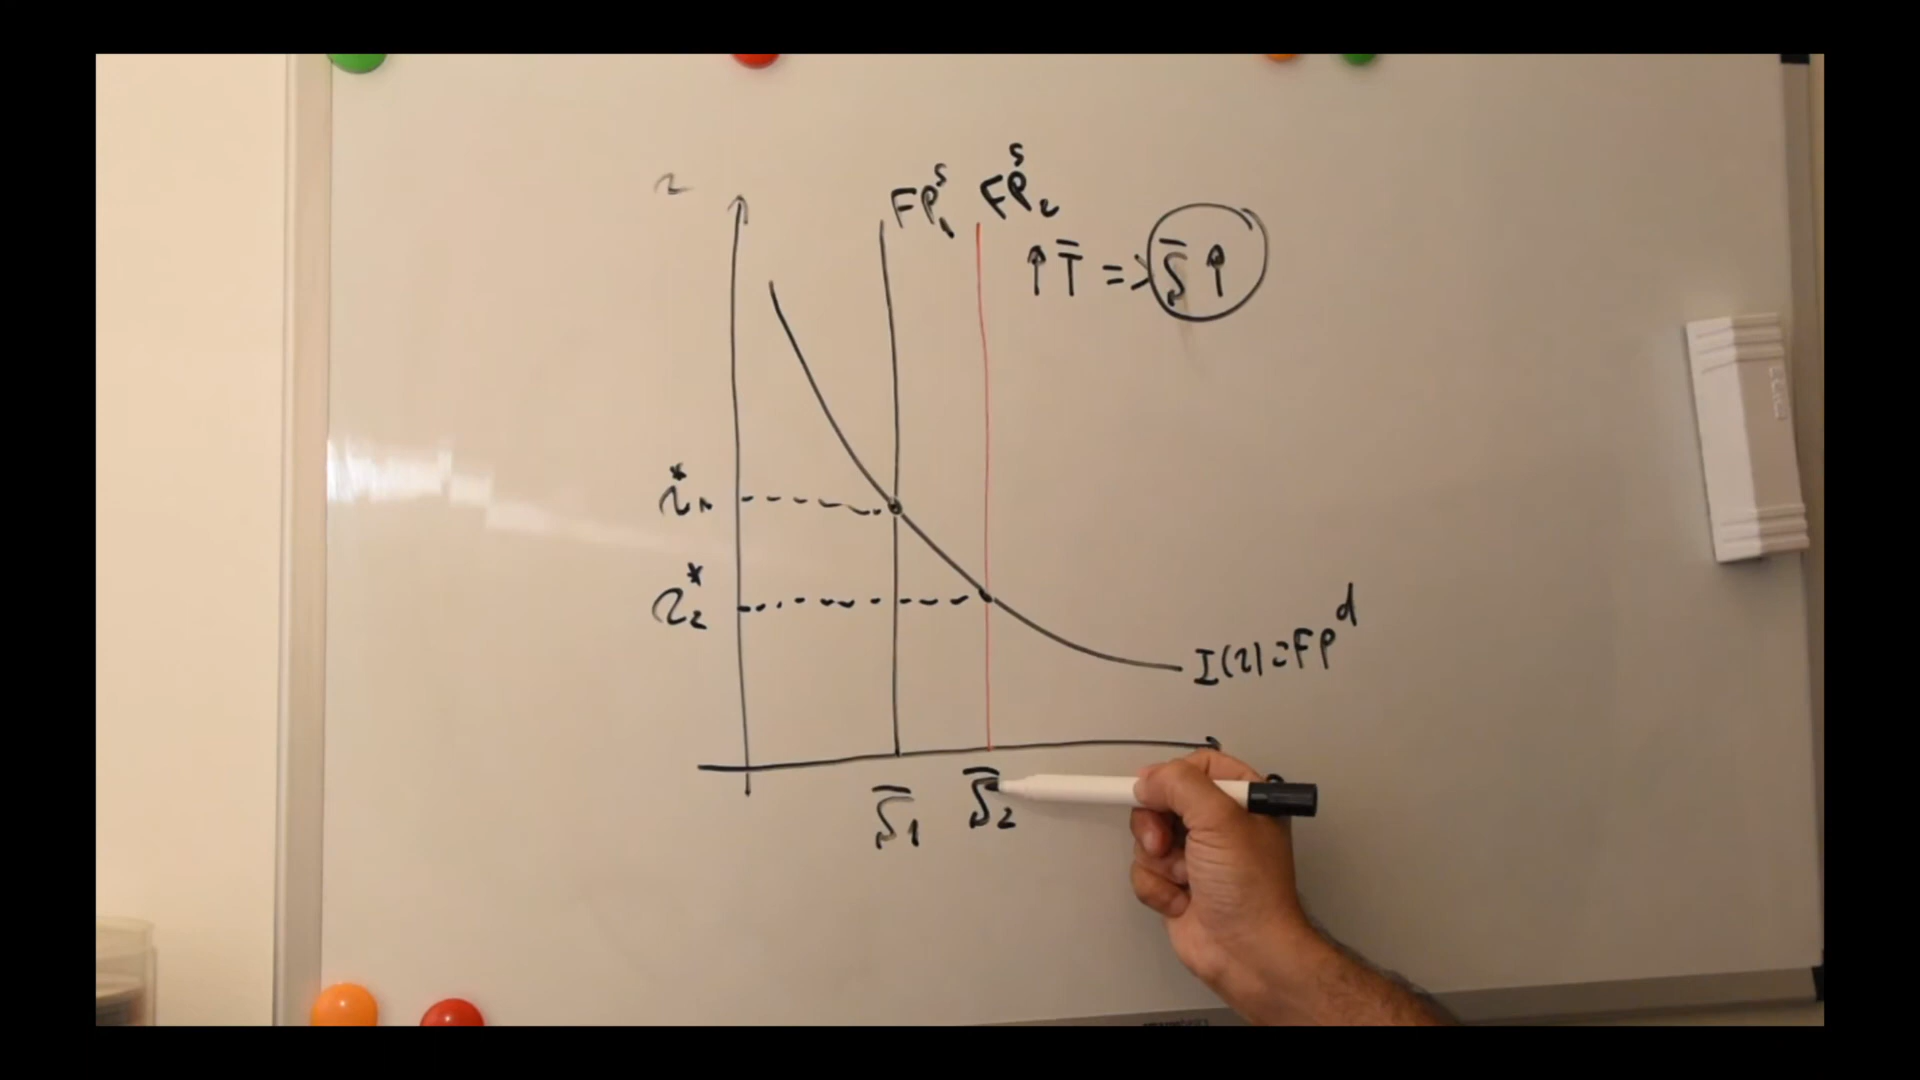 r
FP₁ˢ FP₂ˢ
↑T̄ => S̄↑
r₁*
r₂*
I(r)=FPᵈ
S̄₁ S̄₂